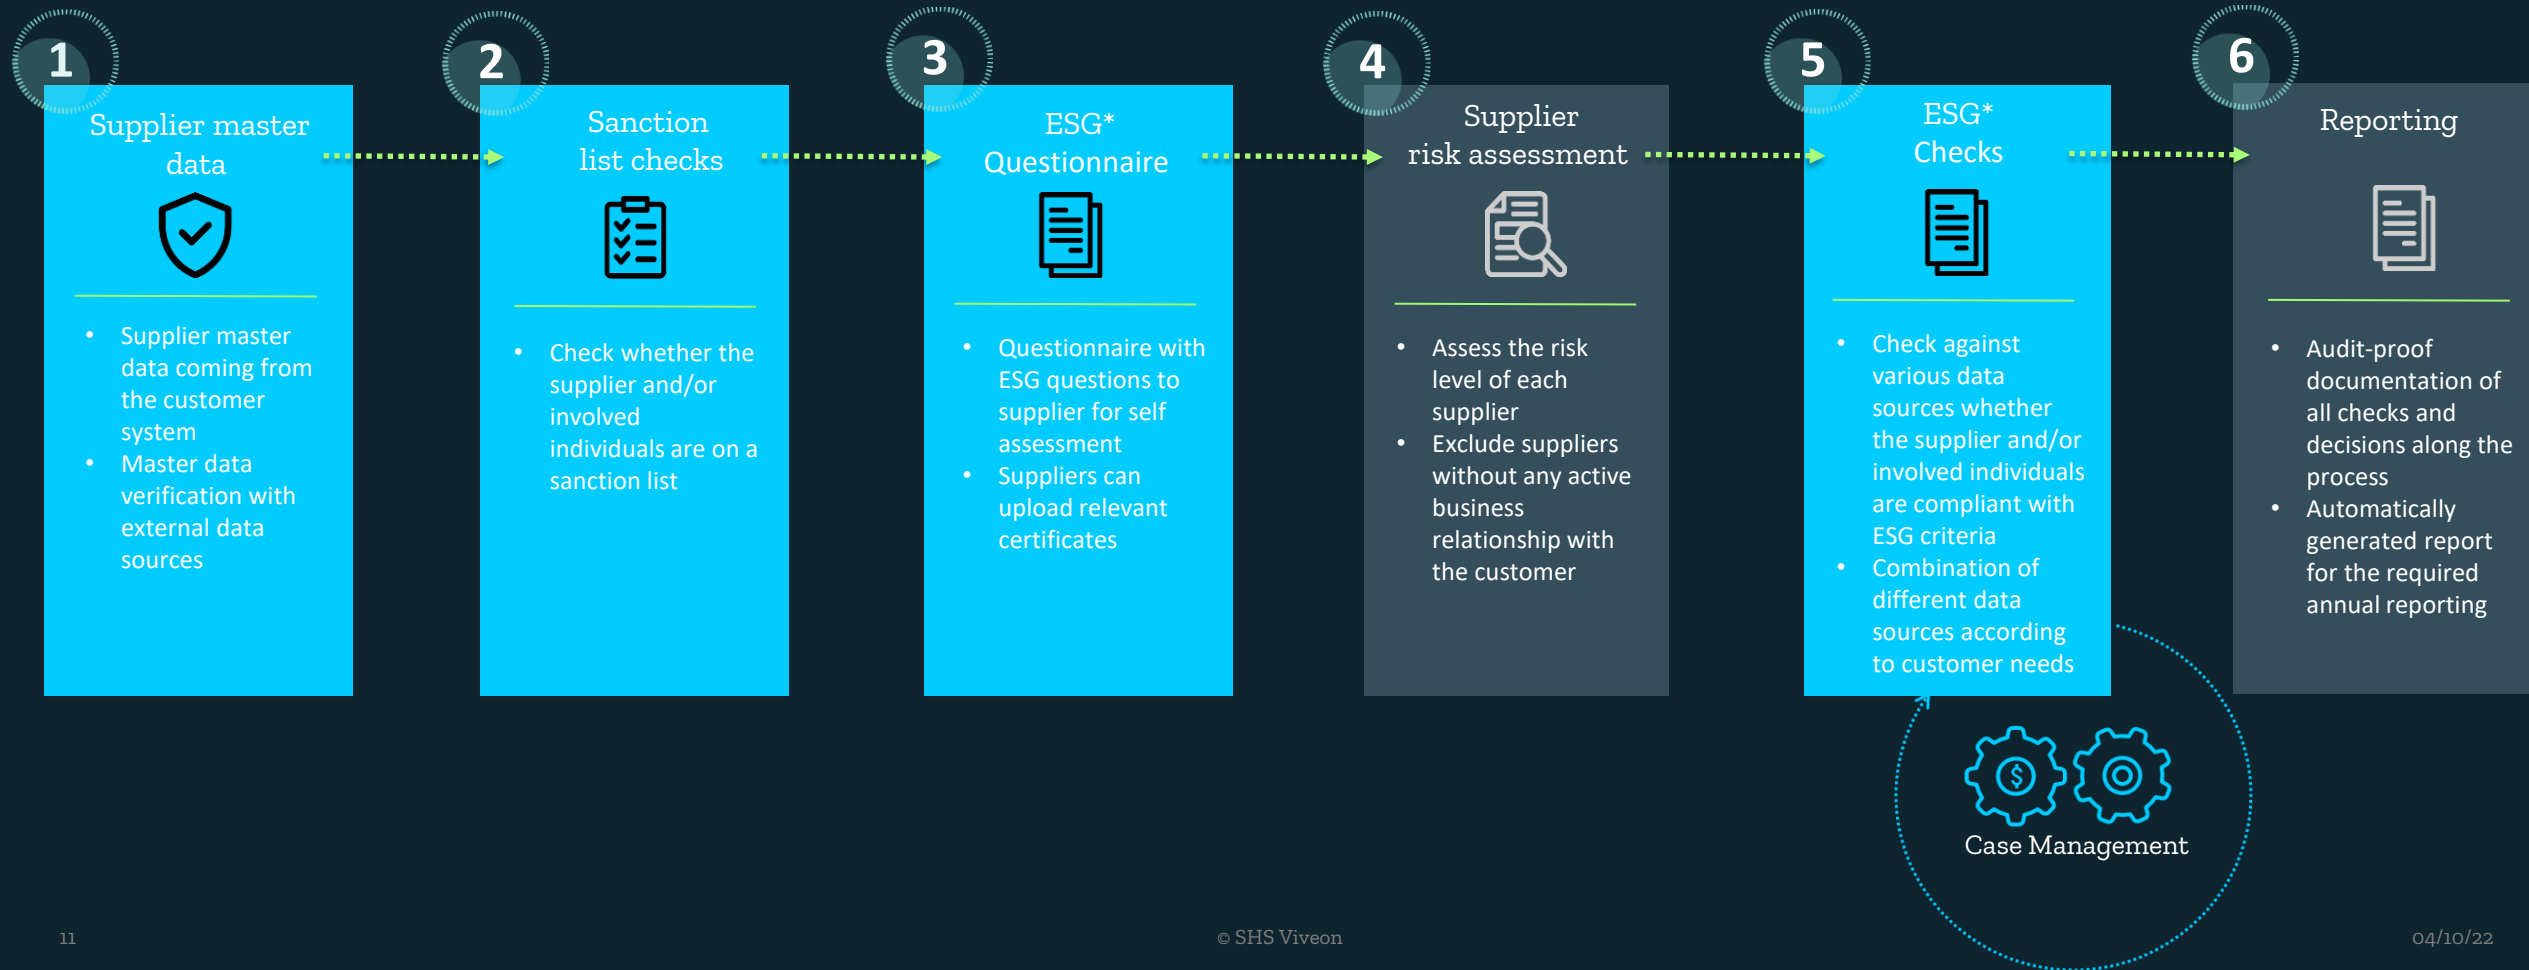 1
Supplier master
data
• Supplier master
data coming from
the customer
system
• Master data
verification with
external data
sources
2
Sanction
list checks
• Check whether the
supplier and/or
involved
individuals are on a
sanction list
3
ESG*
Questionnaire
• Questionnaire with
ESG questions to
supplier for self
assessment
• Suppliers can
upload relevant
certificates
4
Supplier
risk assessment
• Assess the risk
level of each
supplier
• Exclude suppliers
without any active
business
relationship with
the customer
5
ESG*
Checks
• Check against
various data
sources whether
the supplier and/or
involved individuals
are compliant with
ESG criteria
• Combination of
different data
sources according
to customer needs
6
Reporting
• Audit-proof
documentation of
all checks and
decisions along the
process
• Automatically
generated report
for the required
annual reporting
$
Case Management
11
© SHS Viveon
04/10/22